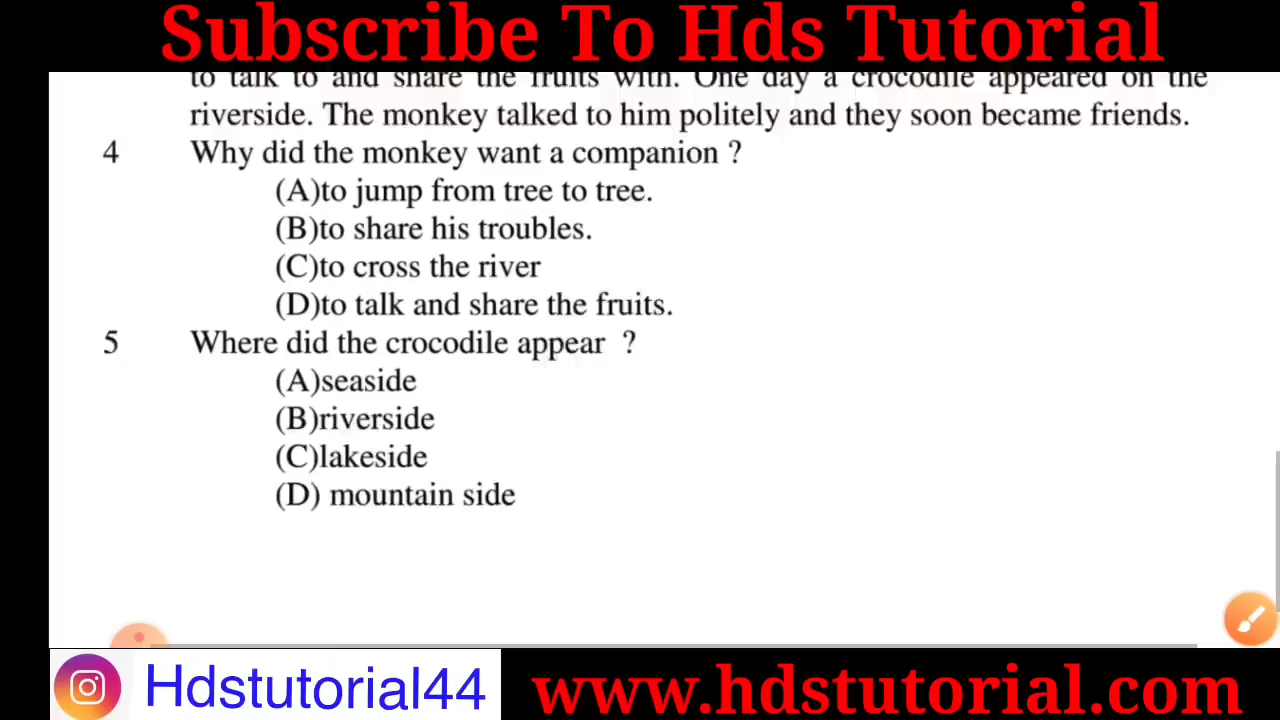 Subscribe To Hds Tutorial
to talk to and share the fruits with. One day a crocodile appeared on the
riverside. The monkey talked to him politely and they soon became friends.
4 Why did the monkey want a companion ?
(A)to jump from tree to tree.
(B)to share his troubles.
(C)to cross the river
(D)to talk and share the fruits.
5 Where did the crocodile appear ?
(A)seaside
(B)riverside
(C)lakeside
(D) mountain side
Hdstutorial44
www.hdstutorial.com